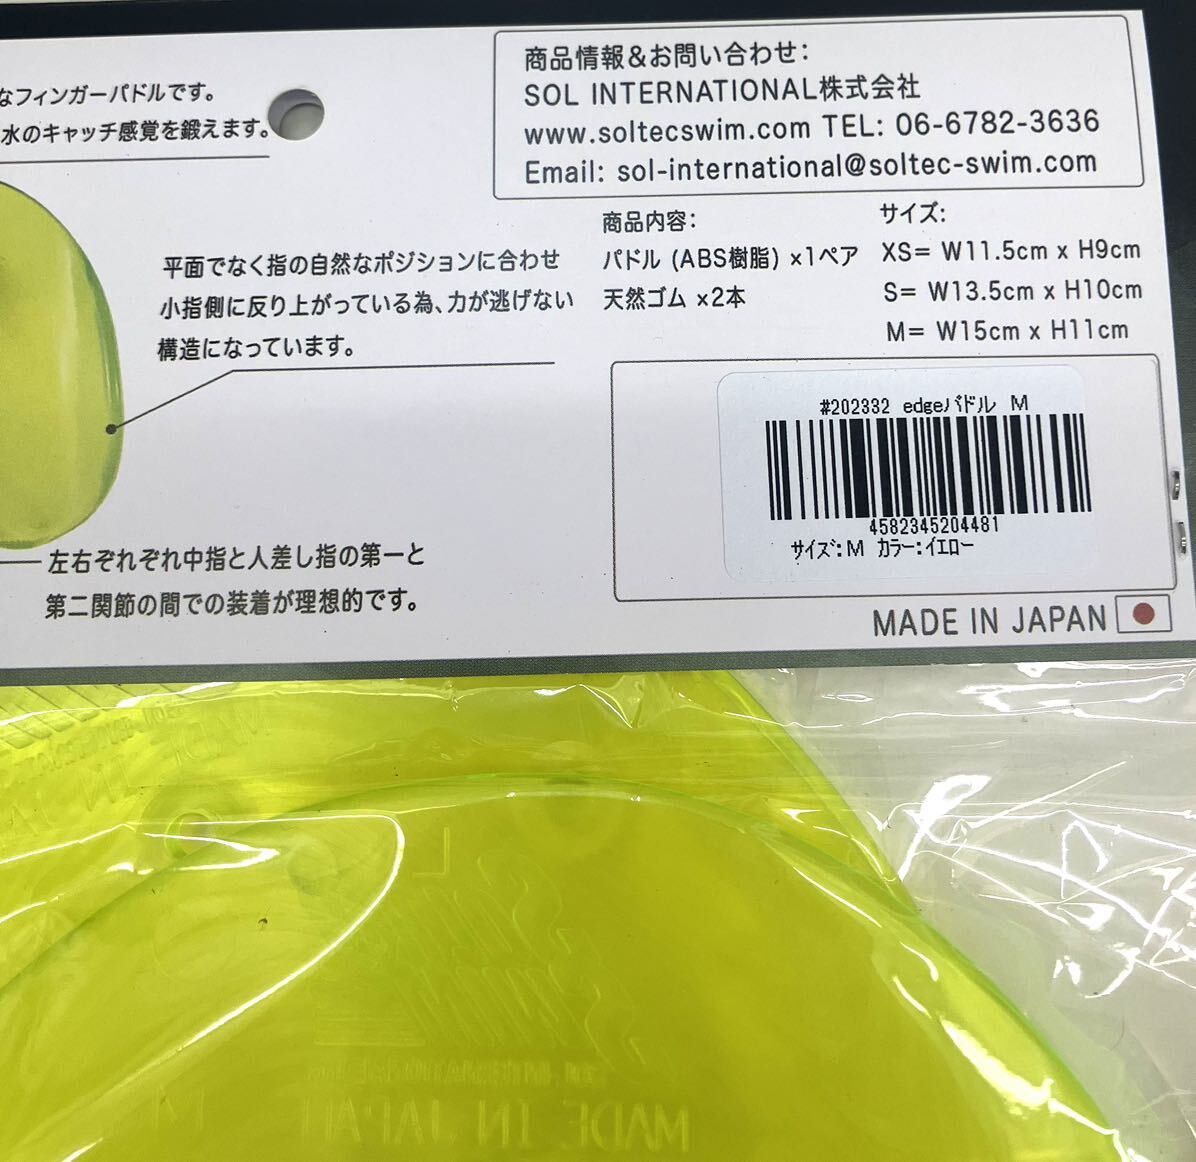 なフィンガーパドルです。
水のキャッチ感覚を鍛えます。
商品情報&お問い合わせ:
SOL INTERNATIONAL株式会社
www.soltecswim.com TEL: 06-6782-3636
Email: sol-international@soltec-swim.com
平面でなく指の自然なポジションに合わせ
小指側に反り上がっている為、力が逃げない
構造になっています。
商品内容:
パドル (ABS樹脂) ×1ペア
天然ゴム ×2本
サイズ:
XS= W11.5cm x H9cm
S= W13.5cm x H10cm
M= W15cm x H11cm
#202332 edgeパドル M
4582345204481
サイズ:M カラー:イエロー
左右ぞれぞれ中指と人差し指の第一と
第二関節の間での装着が理想的です。
MADE IN JAPAN
L
MADE IN JAPAN
M